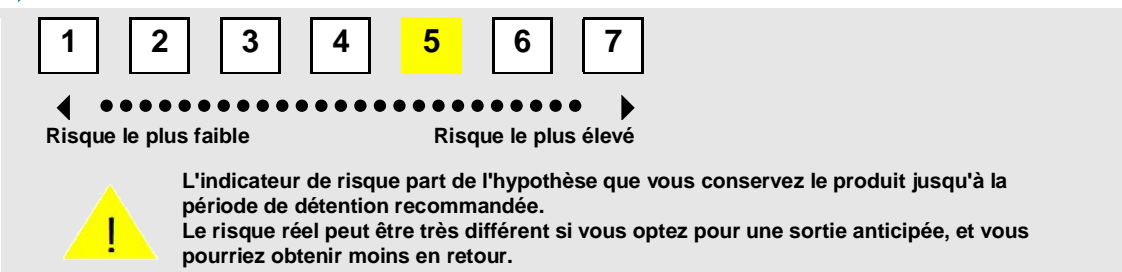 1 2 3 4 5 6 7
Risque le plus faible Risque le plus élevé
L'indicateur de risque part de l'hypothèse que vous conservez le produit jusqu'à la
période de détention recommandée.
! Le risque réel peut être très différent si vous optez pour une sortie anticipée, et vous
pourriez obtenir moins en retour.